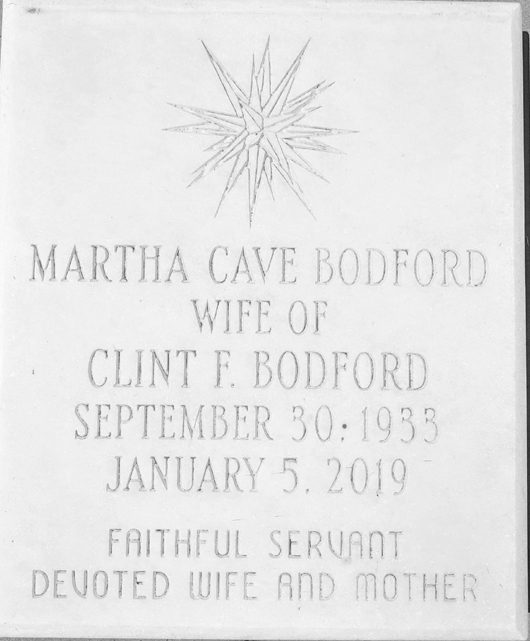 MARTHA CAVE BODFORD
WIFE OF
CLINT F. BODFORD
SEPTEMBER 30, 1933
JANUARY 5, 2019
FAITHFUL SERVANT
DEVOTED WIFE AND MOTHER